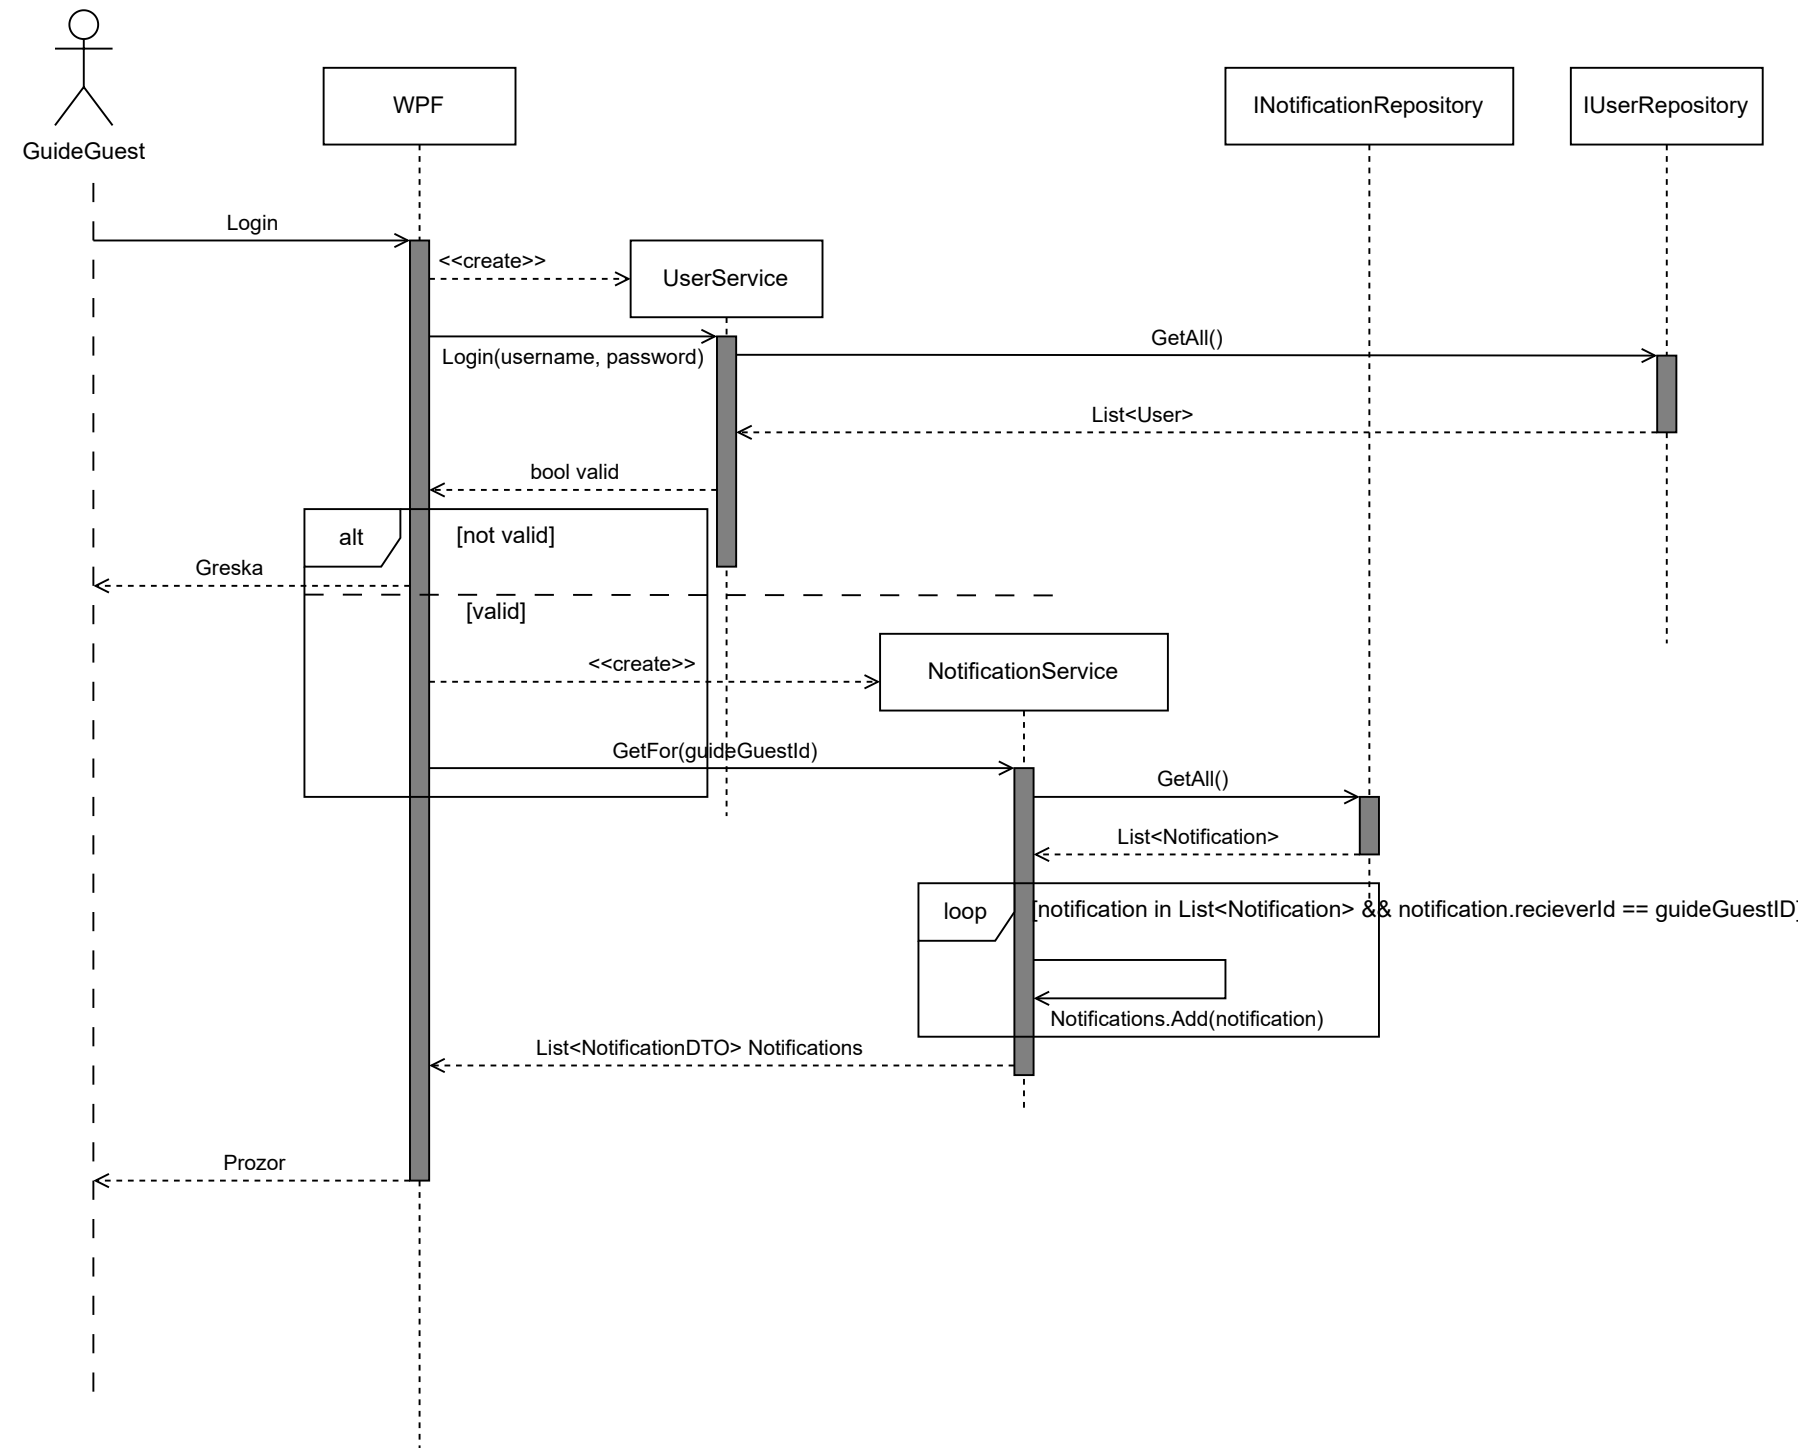 GuideGuest
WPF
INotificationRepository
IUserRepository
Login
<<create>>
UserService
Login(username, password)
GetAll()
List<User>
bool valid
alt
[not valid]
Greska
[valid]
<<create>>
NotificationService
GetFor(guideGuestId)
GetAll()
List<Notification>
loop
[notification in List<Notification> && notification.recieverId == guideGuestID]
Notifications.Add(notification)
List<NotificationDTO> Notifications
Prozor